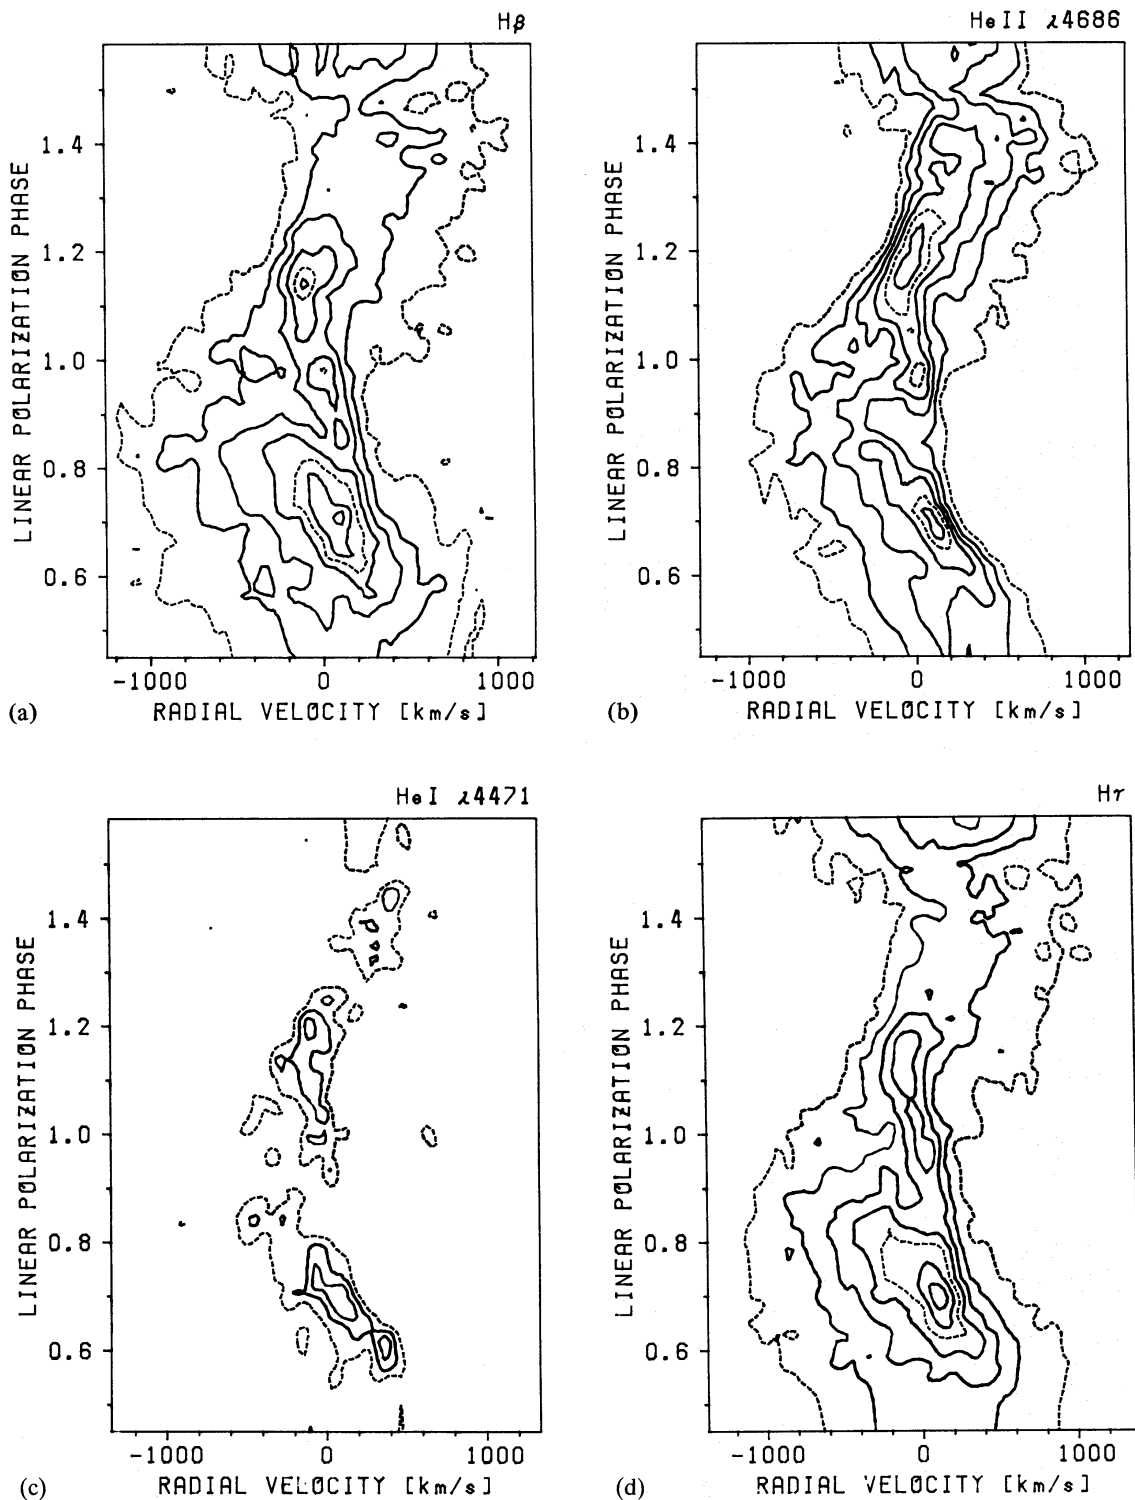 Hβ
LINEAR POLARIZATION PHASE
1.4
1.2
1.0
0.8
0.6
-1000 0 1000
RADIAL VELOCITY [km/s]
(a)
HeII λ4686
LINEAR POLARIZATION PHASE
1.4
1.2
1.0
0.8
0.6
-1000 0 1000
RADIAL VELOCITY [km/s]
(b)
HeI λ4471
LINEAR POLARIZATION PHASE
1.4
1.2
1.0
0.8
0.6
-1000 0 1000
RADIAL VELOCITY [km/s]
(c)
Hγ
LINEAR POLARIZATION PHASE
1.4
1.2
1.0
0.8
0.6
-1000 0 1000
RADIAL VELOCITY [km/s]
(d)